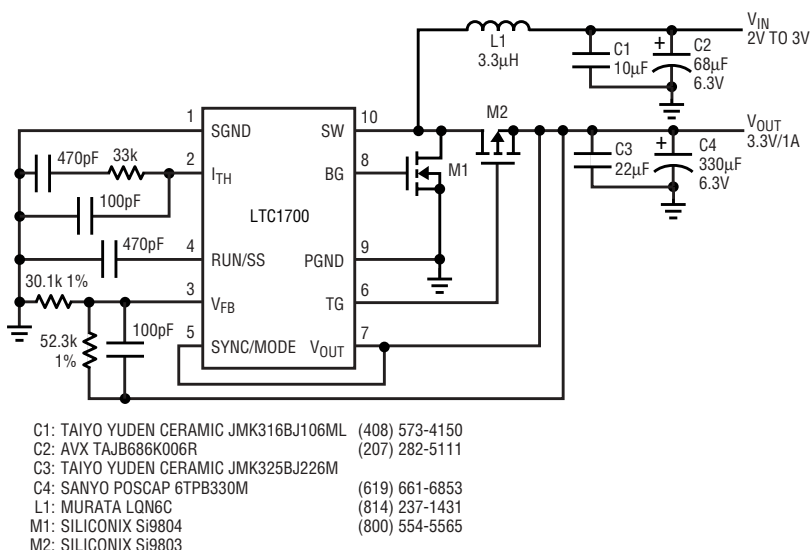 L1
3.3μH
C1
10μF
+
C2
68μF
6.3V
VIN
2V TO 3V
M2
VOUT
3.3V/1A
C3
22μF
+
C4
330μF
6.3V
1
SGND
SW
10
470pF
33k
2
ITH
BG
8
M1
100pF
LTC1700
470pF
4
RUN/SS
PGND
9
30.1k 1%
3
VFB
TG
6
52.3k
1%
100pF
5
SYNC/MODE
VOUT
7
C1: TAIYO YUDEN CERAMIC JMK316BJ106ML (408) 573-4150
C2: AVX TAJB686K006R (207) 282-5111
C3: TAIYO YUDEN CERAMIC JMK325BJ226M
C4: SANYO POSCAP 6TPB330M (619) 661-6853
L1: MURATA LQN6C (814) 237-1431
M1: SILICONIX Si9804 (800) 554-5565
M2: SILICONIX Si9803